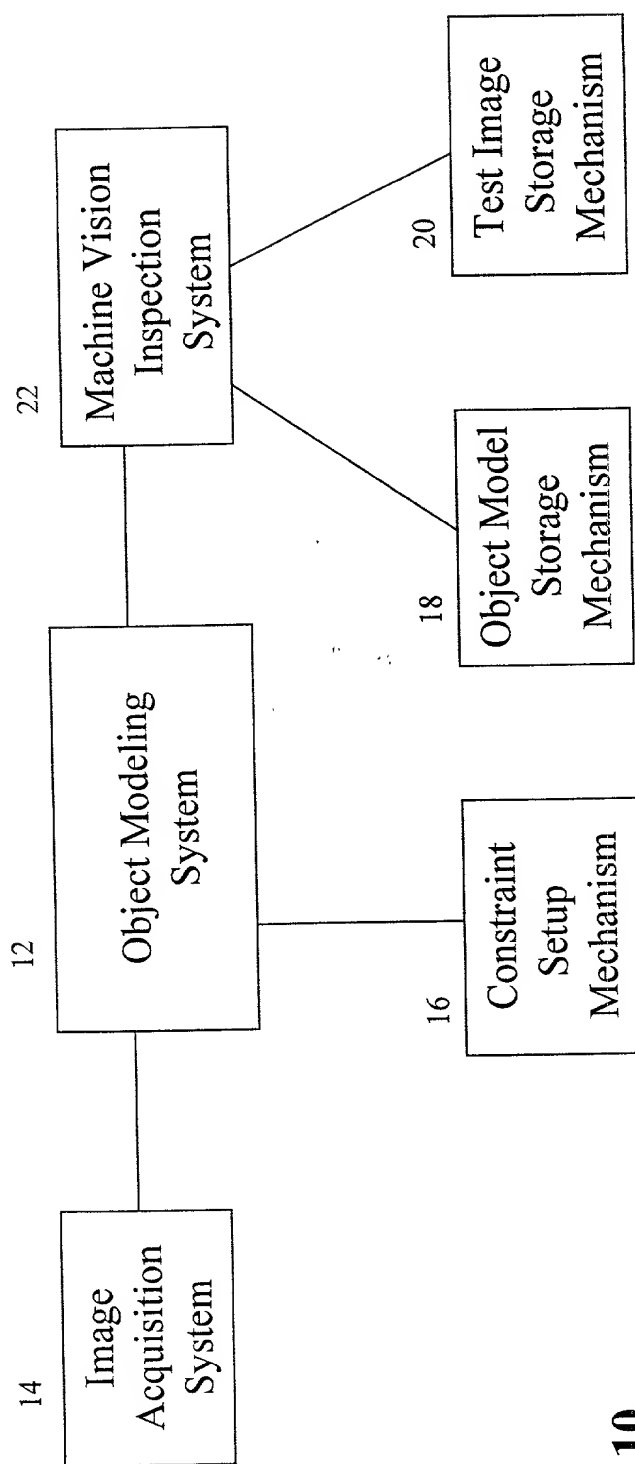 14
Image
Acquisition
System
12
Object Modeling
System
22
Machine Vision
Inspection
System
16
Constraint
Setup
Mechanism
18
Object Model
Storage
Mechanism
20
Test Image
Storage
Mechanism
10